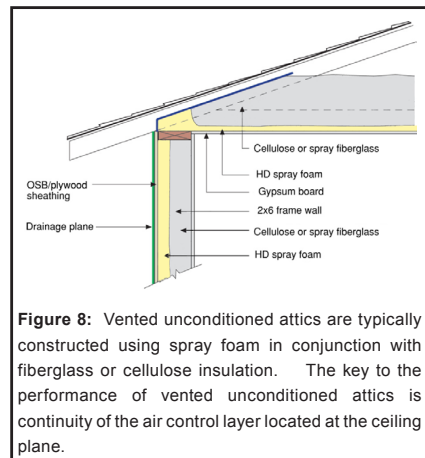 Cellulose or spray fiberglass
HD spray foam
Gypsum board
2x6 frame wall
Cellulose or spray fiberglass
HD spray foam
OSB/plywood
sheathing
Drainage plane
Figure 8: Vented unconditioned attics are typically
constructed using spray foam in conjunction with
fiberglass or cellulose insulation. The key to the
performance of vented unconditioned attics is
continuity of the air control layer located at the ceiling
plane.